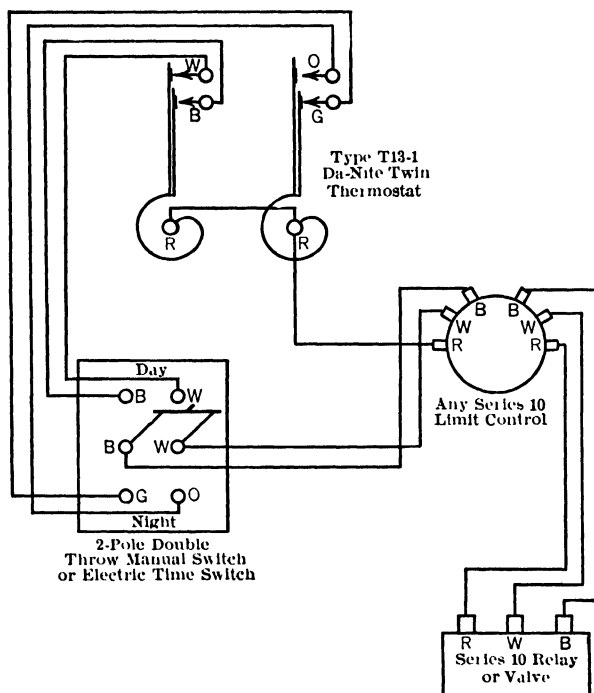 W
O
B
G
Type T13-1
Da-Nite Twin
Thermostat
R
R
B
B
W
W
R
R
Any Series 10
Limit Control
Day
B
W
B
W
G
O
Night
2-Pole Double
Throw Manual Switch
or Electric Time Switch
R
W
B
Series 10 Relay
or Valve